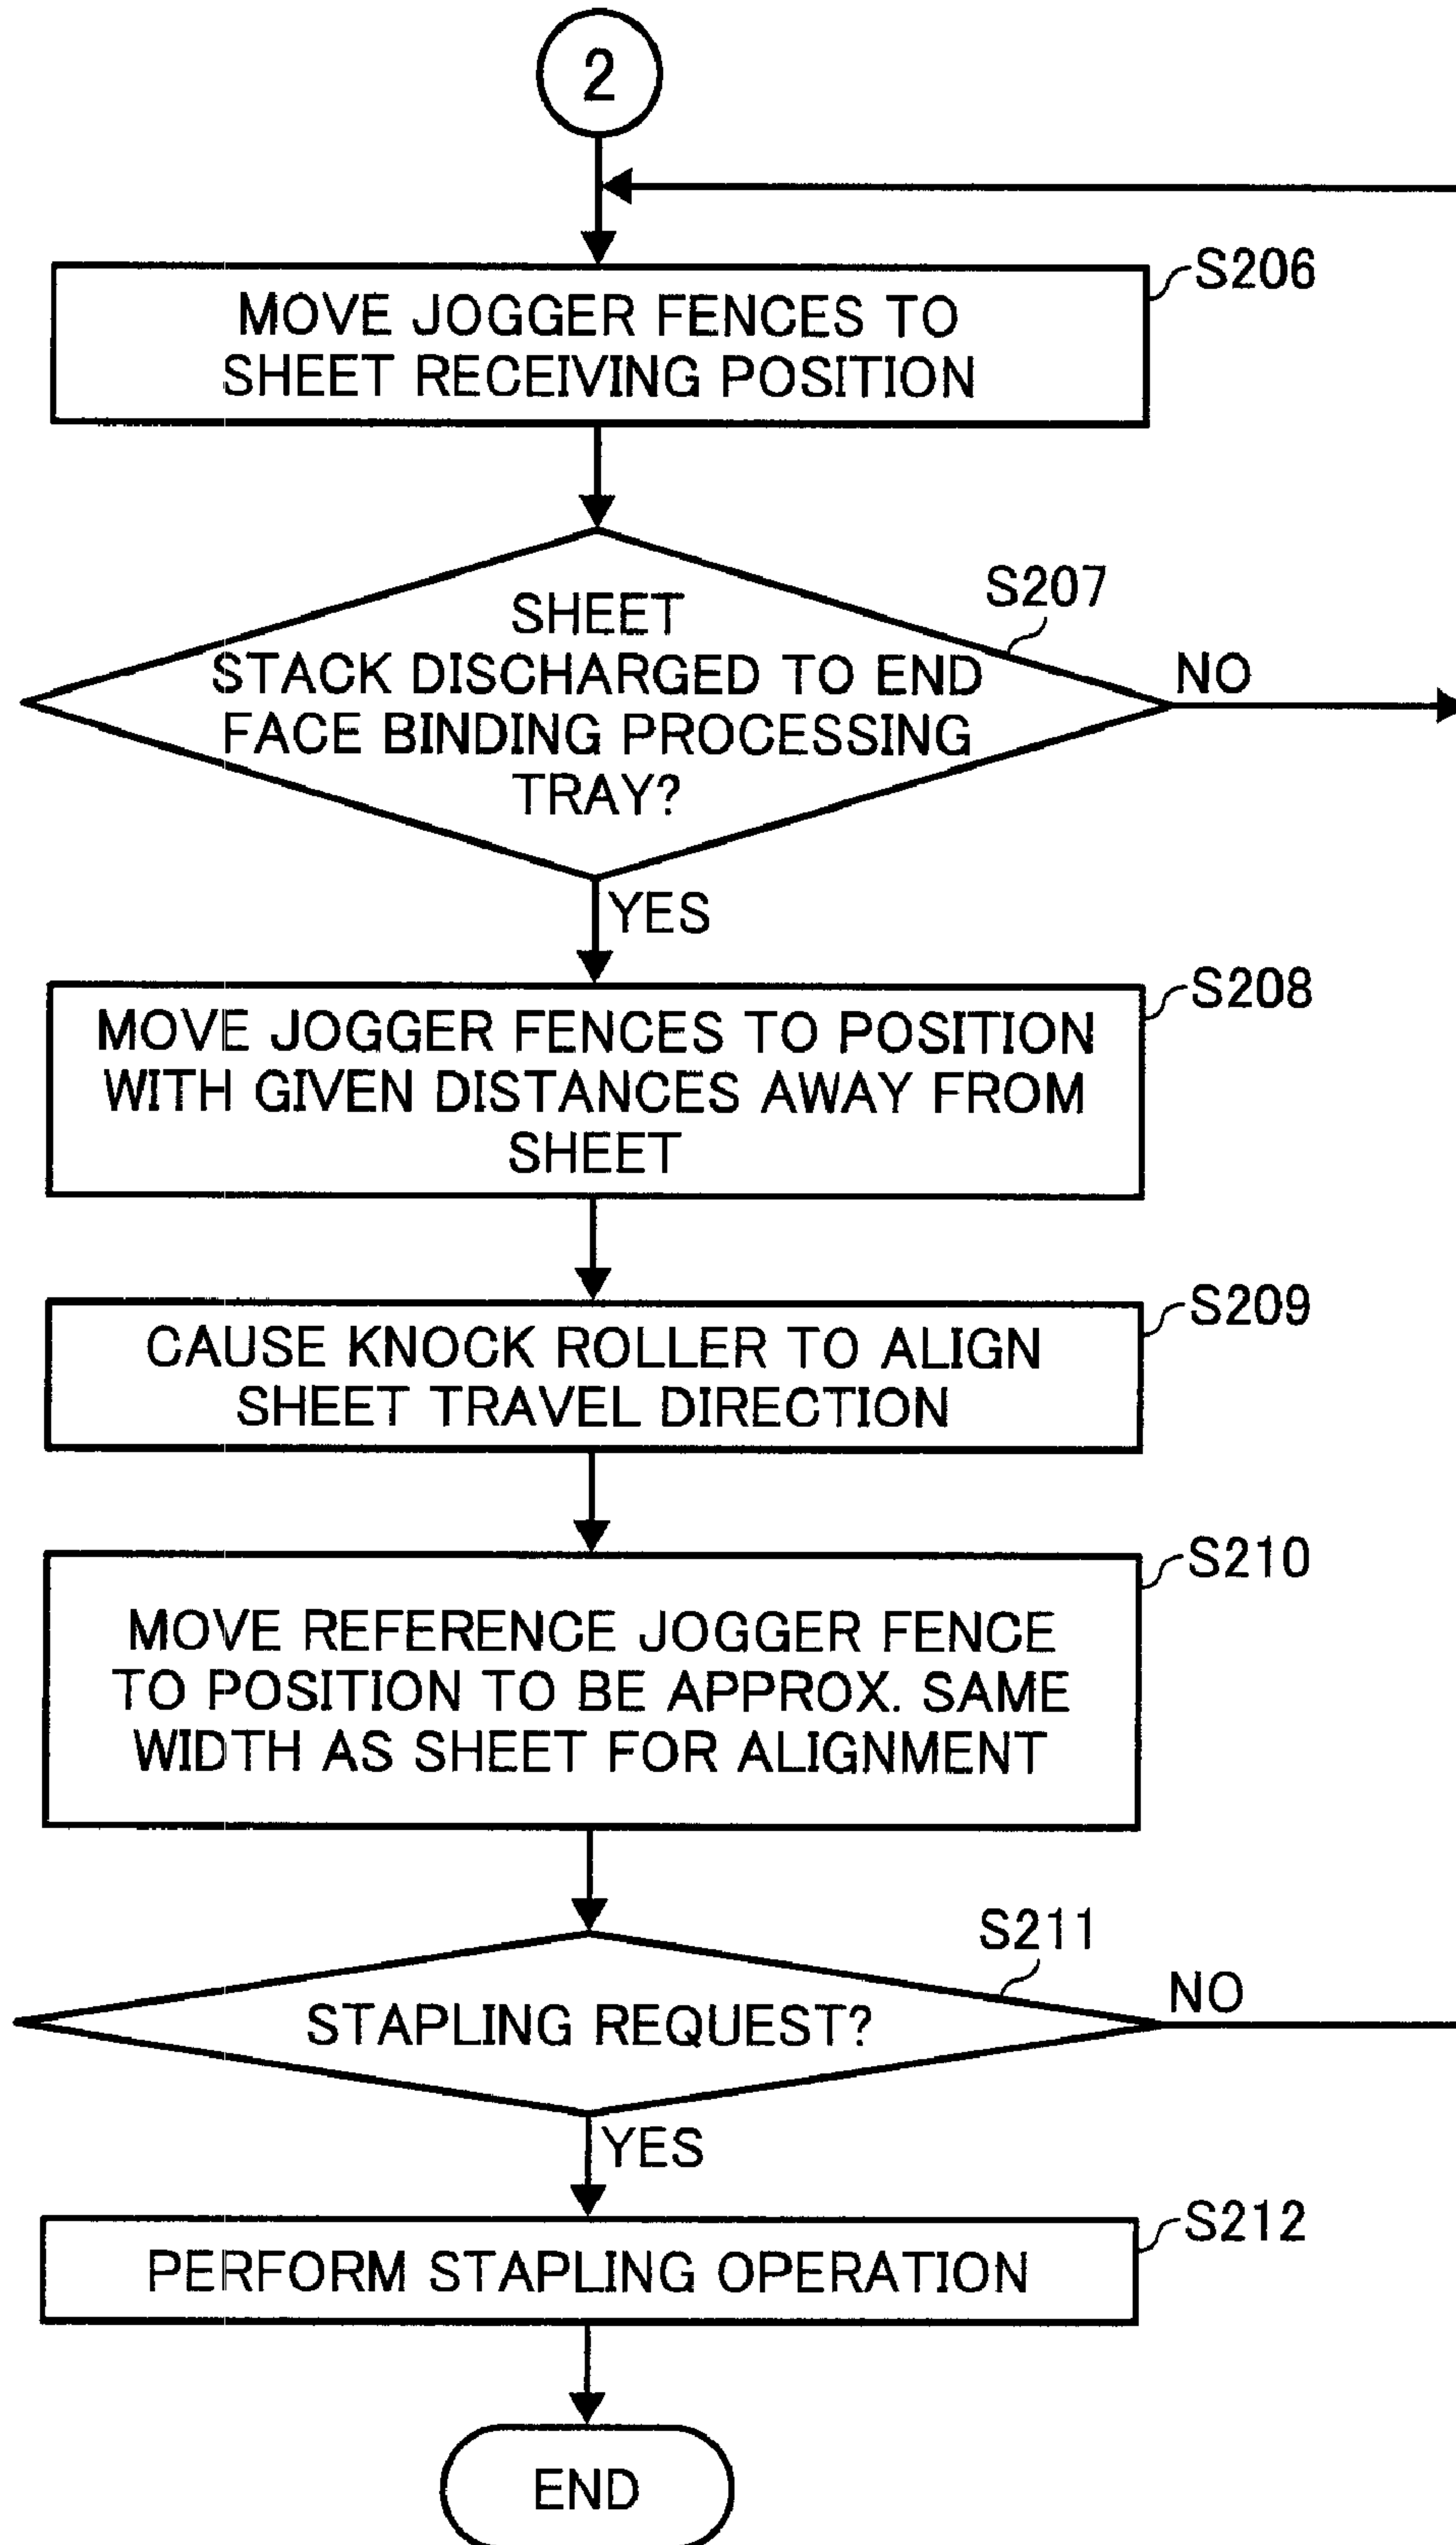 2
S206
MOVE JOGGER FENCES TO
SHEET RECEIVING POSITION
S207
SHEET
STACK DISCHARGED TO END
FACE BINDING PROCESSING
TRAY?
NO
YES
S208
MOVE JOGGER FENCES TO POSITION
WITH GIVEN DISTANCES AWAY FROM
SHEET
S209
CAUSE KNOCK ROLLER TO ALIGN
SHEET TRAVEL DIRECTION
S210
MOVE REFERENCE JOGGER FENCE
TO POSITION TO BE APPROX. SAME
WIDTH AS SHEET FOR ALIGNMENT
S211
STAPLING REQUEST?
NO
YES
S212
PERFORM STAPLING OPERATION
END